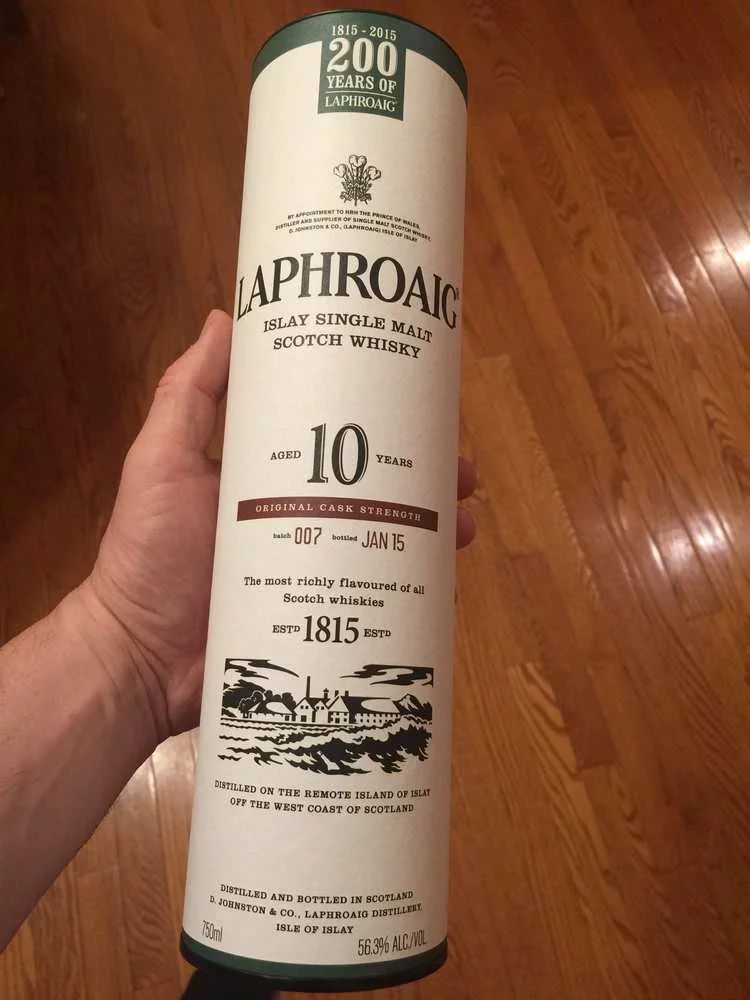 1815 - 2015
200
YEARS OF
LAPHROAIG
BY APPOINTMENT TO HRH THE PRINCE OF WALES,
DISTILLER AND SUPPLIER OF SINGLE MALT SCOTCH WHISKY,
D. JOHNSTON & CO., (LAPHROAIG) ISLE OF ISLAY
LAPHROAIG®
ISLAY SINGLE MALT
SCOTCH WHISKY
AGED 10 YEARS
ORIGINAL CASK STRENGTH
batch 007 bottled JAN 15
The most richly flavoured of all
Scotch whiskies
ESTD 1815 ESTD
DISTILLED ON THE REMOTE ISLAND OF ISLAY
OFF THE WEST COAST OF SCOTLAND
DISTILLED AND BOTTLED IN SCOTLAND
D. JOHNSTON & CO., LAPHROAIG DISTILLERY,
ISLE OF ISLAY
750ml 56.3% ALC./VOL.